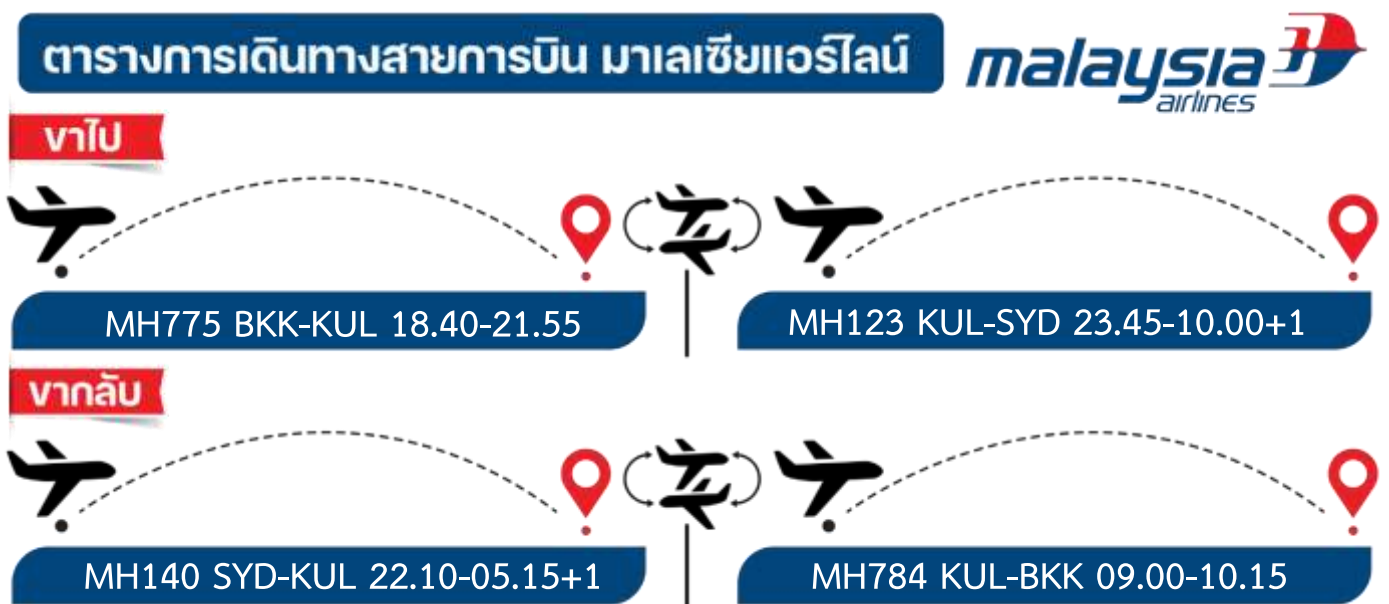 ตารางการเดินทางสายการบิน มาเลเซียแอร์ไลน์
malaysia
airlines
ขาไป
MH775 BKK-KUL 18.40-21.55
MH123 KUL-SYD 23.45-10.00+1
ขากลับ
MH140 SYD-KUL 22.10-05.15+1
MH784 KUL-BKK 09.00-10.15